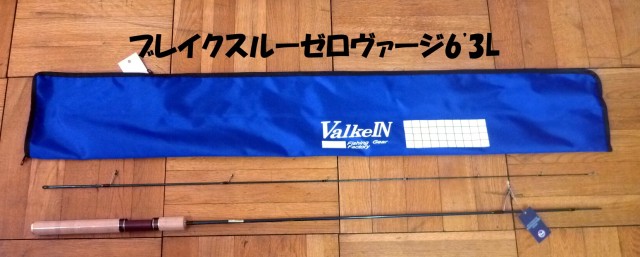 ブレイクスルーゼロヴァージ6'3L
ValkeIN
Fishing Gear
Factory